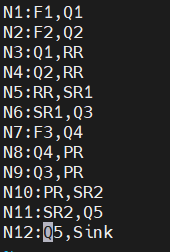 N1:F1,Q1
N2:F2,Q2
N3:Q1,RR
N4:Q2,RR
N5:RR,SR1
N6:SR1,Q3
N7:F3,Q4
N8:Q4,PR
N9:Q3,PR
N10:PR,SR2
N11:SR2,Q5
N12:Q5,Sink